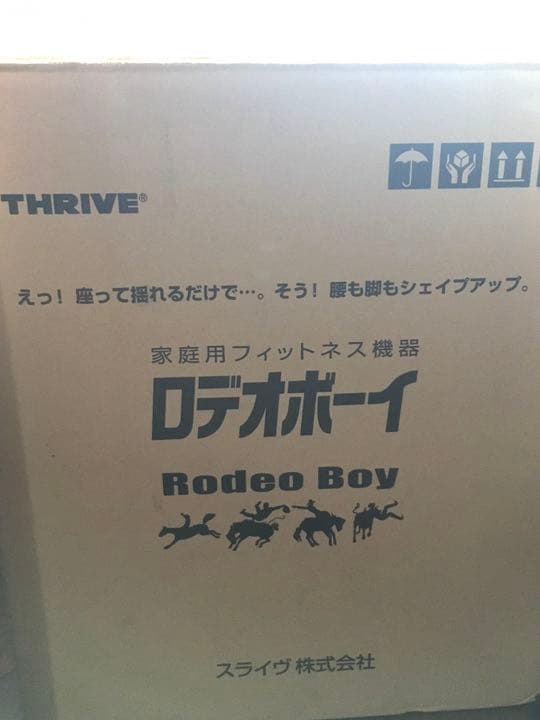 THRIVE®
えっ！座って揺れるだけで…。そう！腰も脚もシェイプアップ。
家庭用フィットネス機器
ロデオボーイ
Rodeo Boy
スライヴ株式会社